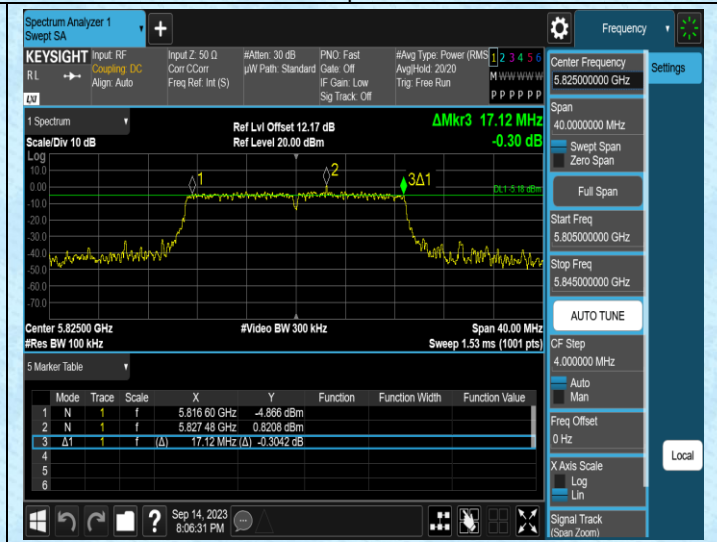 Spectrum Analyzer 1
Swept SA
+
Frequency
KEYSIGHT Input: RF Input Z: 50 Ω #Atten: 30 dB PNO: Fast #Avg Type: Power (RMS 1 2 3 4 5 6
RL Coupling: DC Corr CCorr µW Path: Standard Gate: Off Avg|Hold: 20/20 M W W W W W
Align: Auto Freq Ref: Int (S) IF Gain: Low Trig: Free Run
LXI Sig Track: Off P P P P P P
1 Spectrum
Ref Lvl Offset 12.17 dB ΔMkr3 17.12 MHz
Scale/Div 10 dB Ref Level 20.00 dBm -0.30 dB
Log
10.0
0.00
-10.0
-20.0
-30.0
-40.0
-50.0
-60.0
-70.0
1
2
3Δ1
DL1 -5.18 dBm
Center 5.82500 GHz #Video BW 300 kHz Span 40.00 MHz
#Res BW 100 kHz Sweep 1.53 ms (1001 pts)
5 Marker Table
Mode Trace Scale X Y Function Function Width Function Value
1 N 1 f 5.816 60 GHz -4.866 dBm
2 N 1 f 5.827 48 GHz 0.8208 dBm
3 Δ1 1 f (Δ) 17.12 MHz (Δ) -0.3042 dB
4
5
6
Sep 14, 2023
8:06:31 PM
?
Center Frequency
5.825000000 GHz
Span
40.0000000 MHz
Swept Span
Zero Span
Full Span
Start Freq
5.805000000 GHz
Stop Freq
5.845000000 GHz
AUTO TUNE
CF Step
4.000000 MHz
Auto
Man
Freq Offset
0 Hz
X Axis Scale
Log
Lin
Signal Track
(Span Zoom)
Settings
Local